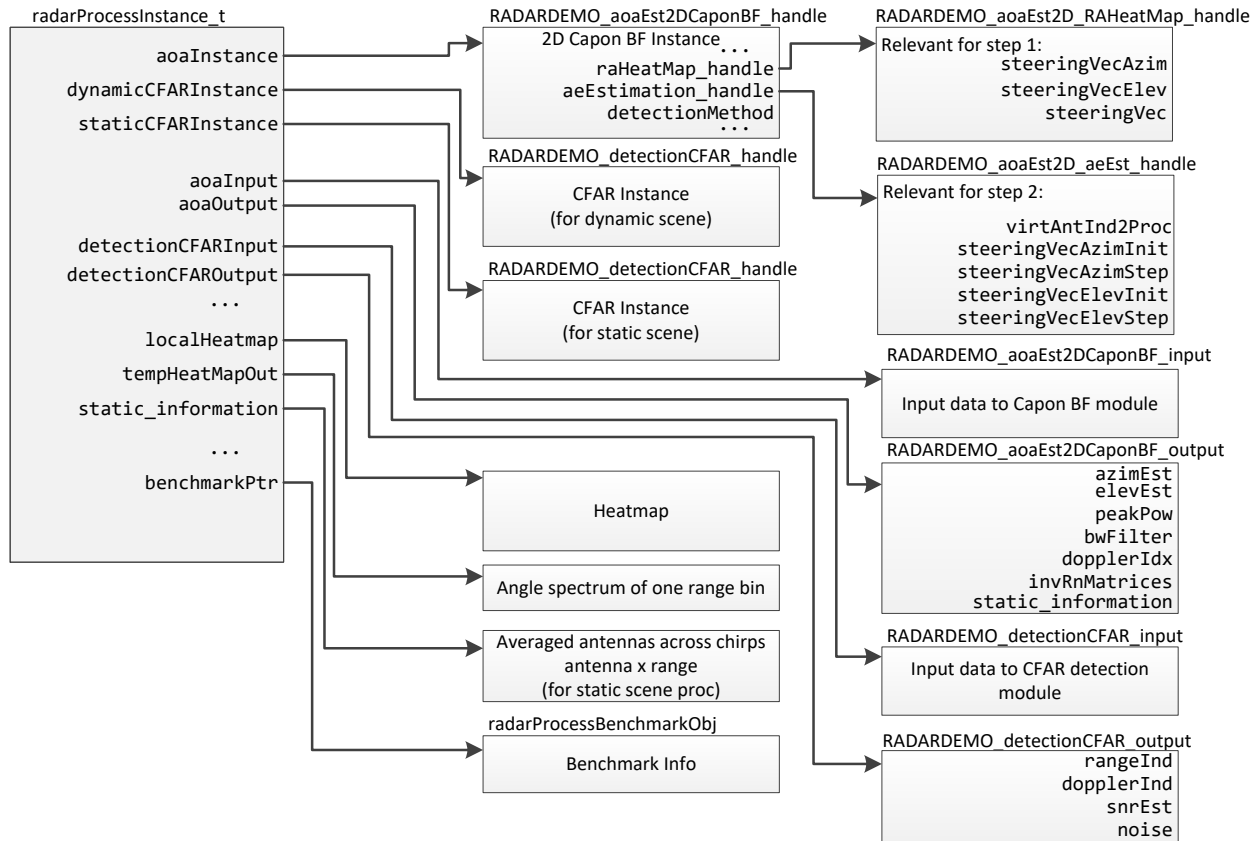 radarProcessInstance_t
aoaInstance
dynamicCFARInstance
staticCFARInstance
aoaInput
aoaOutput
detectionCFARInput
detectionCFAROutput
...
localHeatmap
tempHeatMapOut
static_information
...
benchmarkPtr
RADARDEMO_aoaEst2DCaponBF_handle
2D Capon BF Instance
...
raHeatMap_handle
aeEstimation_handle
detectionMethod
...
RADARDEMO_detectionCFAR_handle
CFAR Instance
(for dynamic scene)
RADARDEMO_detectionCFAR_handle
CFAR Instance
(for static scene)
Heatmap
Angle spectrum of one range bin
Averaged antennas across chirps
antenna x range
(for static scene proc)
radarProcessBenchmarkObj
Benchmark Info
RADARDEMO_aoaEst2D_RAHeatMap_handle
Relevant for step 1:
steeringVecAzim
steeringVecElev
steeringVec
RADARDEMO_aoaEst2D_aeEst_handle
Relevant for step 2:
virtAntInd2Proc
steeringVecAzimInit
steeringVecAzimStep
steeringVecElevInit
steeringVecElevStep
RADARDEMO_aoaEst2DCaponBF_input
Input data to Capon BF module
RADARDEMO_aoaEst2DCaponBF_output
azimEst
elevEst
peakPow
bwFilter
dopplerIdx
invRnMatrices
static_information
RADARDEMO_detectionCFAR_input
Input data to CFAR detection
module
RADARDEMO_detectionCFAR_output
rangeInd
dopplerInd
snrEst
noise